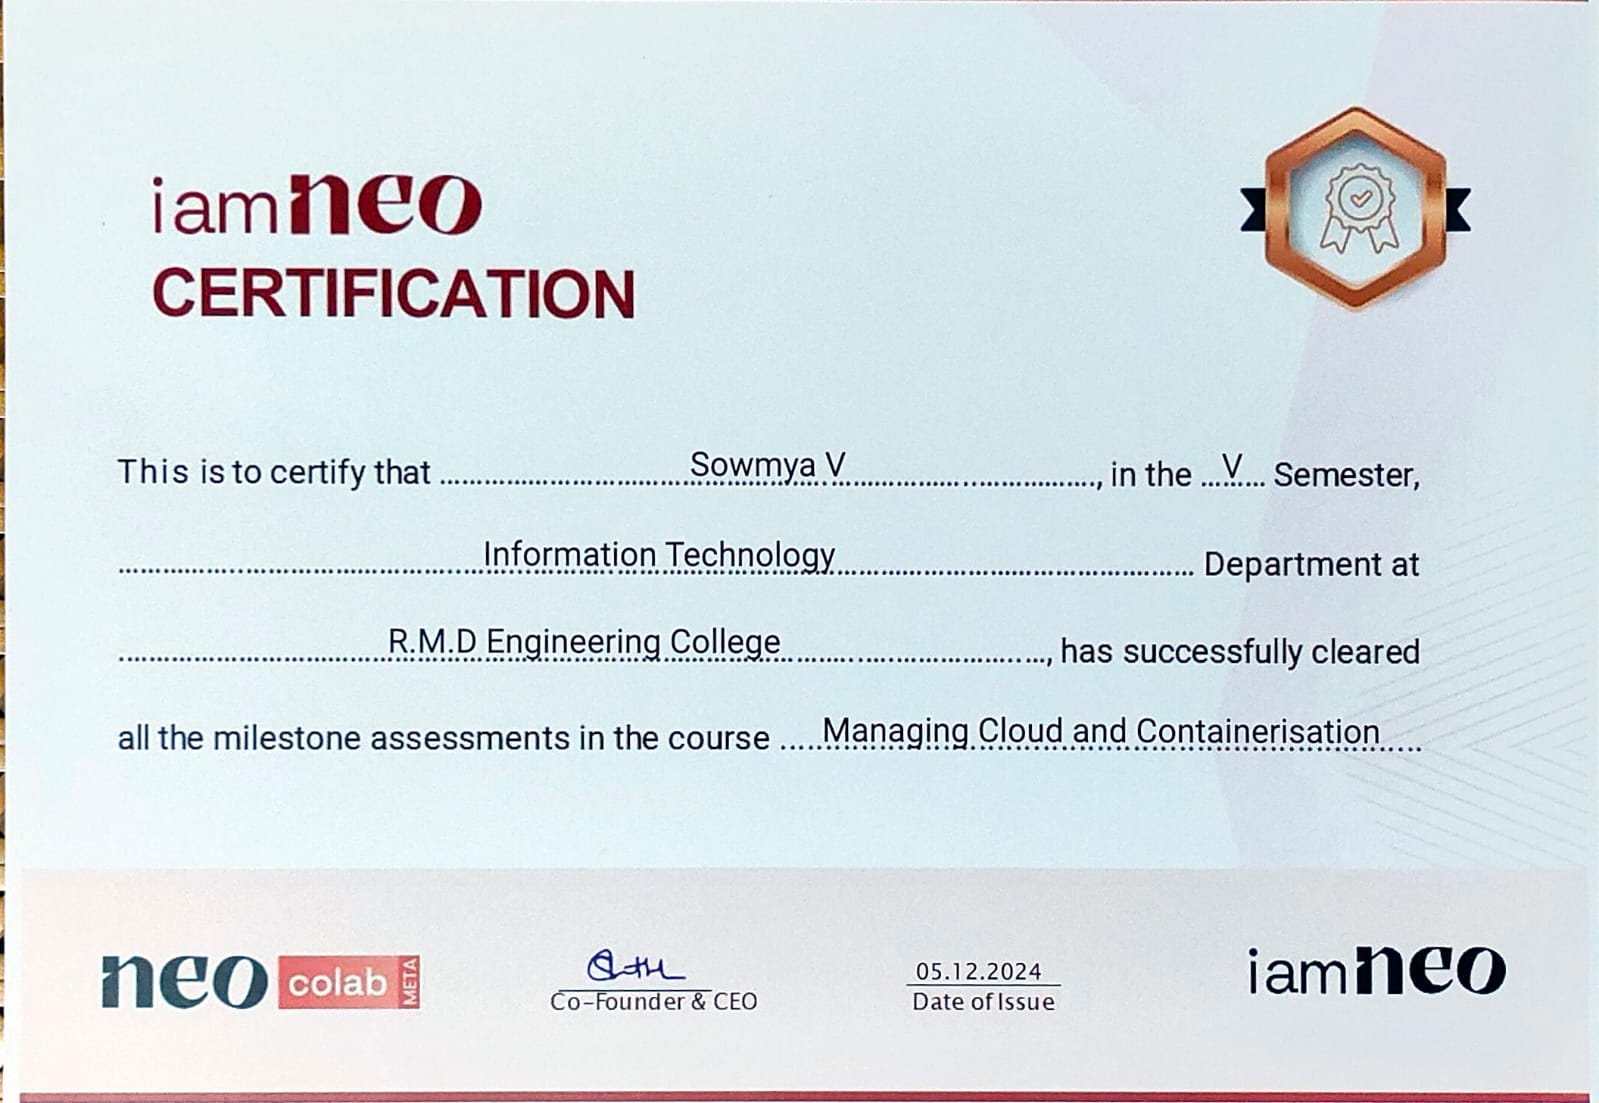 iamneo
CERTIFICATION
This is to certify that Sowmya V, in the V Semester,
Information Technology Department at
R.M.D Engineering College, has successfully cleared
all the milestone assessments in the course Managing Cloud and Containerisation
neo colab META
Co-Founder & CEO
05.12.2024
Date of Issue
iamneo